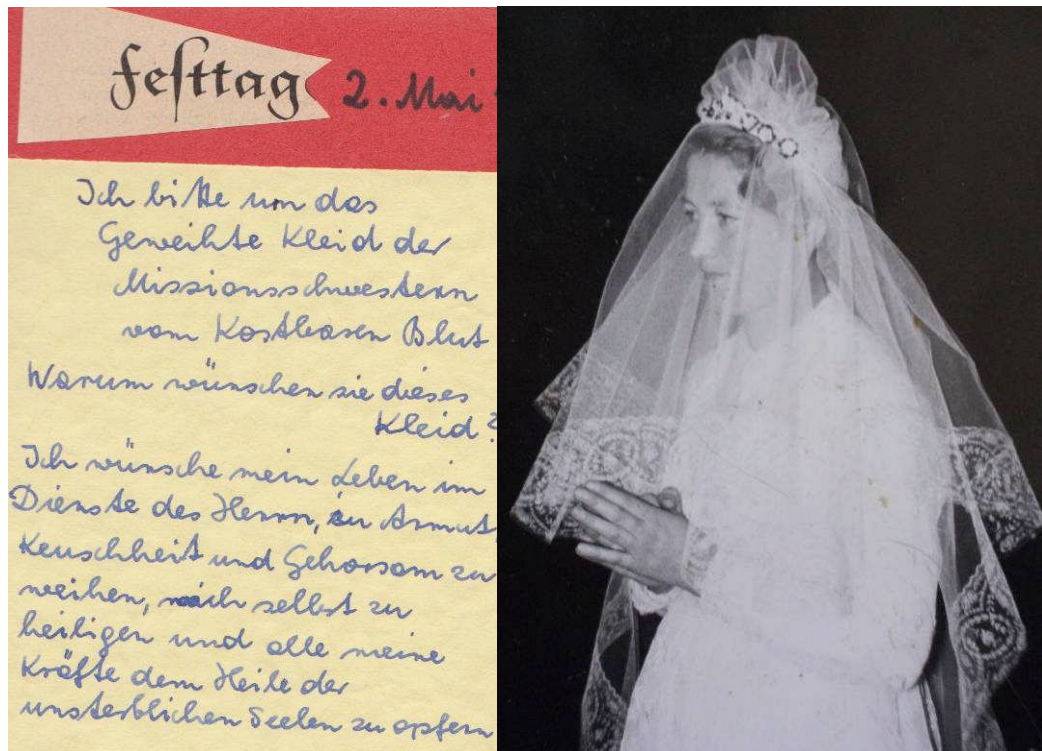 Festtag 2. Mai
Ich bitte um das
Geweihte Kleid der
Missionsschwestern
vom Kostbaren Blut
Warum wünschen sie dieses
Kleid?
Ich wünsche mein Leben im
Dienste des Herrn, in Armut,
Keuschheit und Gehorsam zu
weihen, mich selbst zu
heiligen und alle meine
Kräfte dem Heile der
unsterblichen Seelen zu opfern